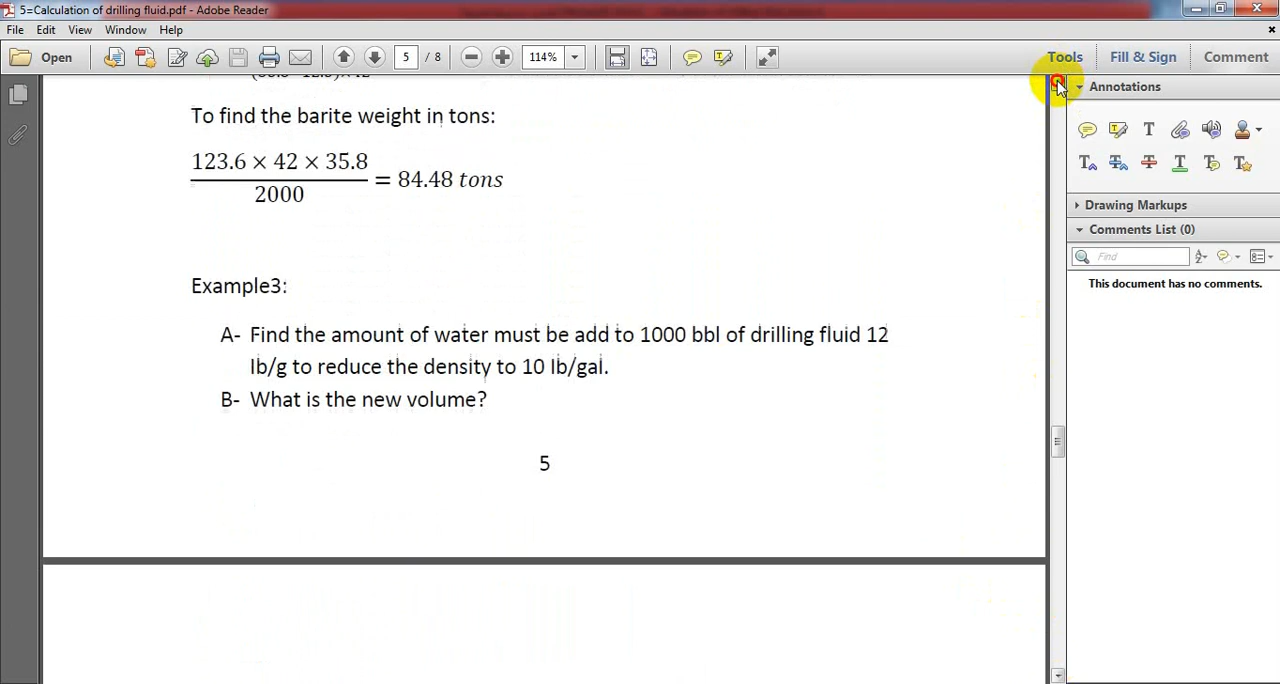 5=Calculation of drilling fluid.pdf - Adobe Reader
File Edit View Window Help
Open 5 / 8 114% Tools Fill & Sign Comment
Annotations
To find the barite weight in tons:
123.6 × 42 × 35.8
2000
= 84.48 tons
Drawing Markups
Comments List (0)
Find
This document has no comments.
Example3:
A- Find the amount of water must be add to 1000 bbl of drilling fluid 12
lb/g to reduce the density to 10 lb/gal.
B- What is the new volume?
5